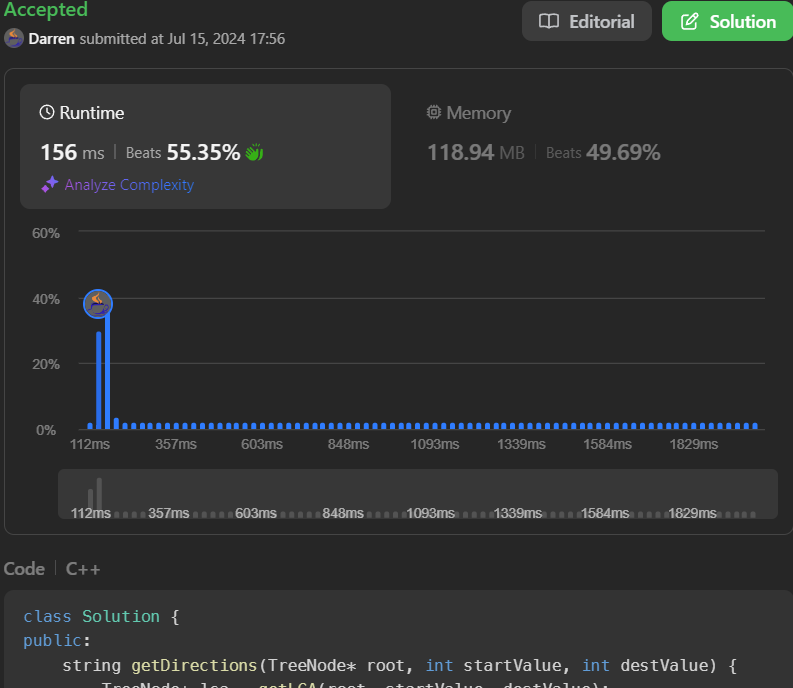 Accepted
Editorial
Solution
Darren submitted at Jul 15, 2024 17:56
Runtime
156 ms | Beats 55.35%
Analyze Complexity
Memory
118.94 MB | Beats 49.69%
60%
40%
20%
0%
112ms 357ms 603ms 848ms 1093ms 1339ms 1584ms 1829ms
112ms 357ms 603ms 848ms 1093ms 1339ms 1584ms 1829ms
Code | C++
class Solution {
public:
string getDirections(TreeNode* root, int startValue, int destValue) {